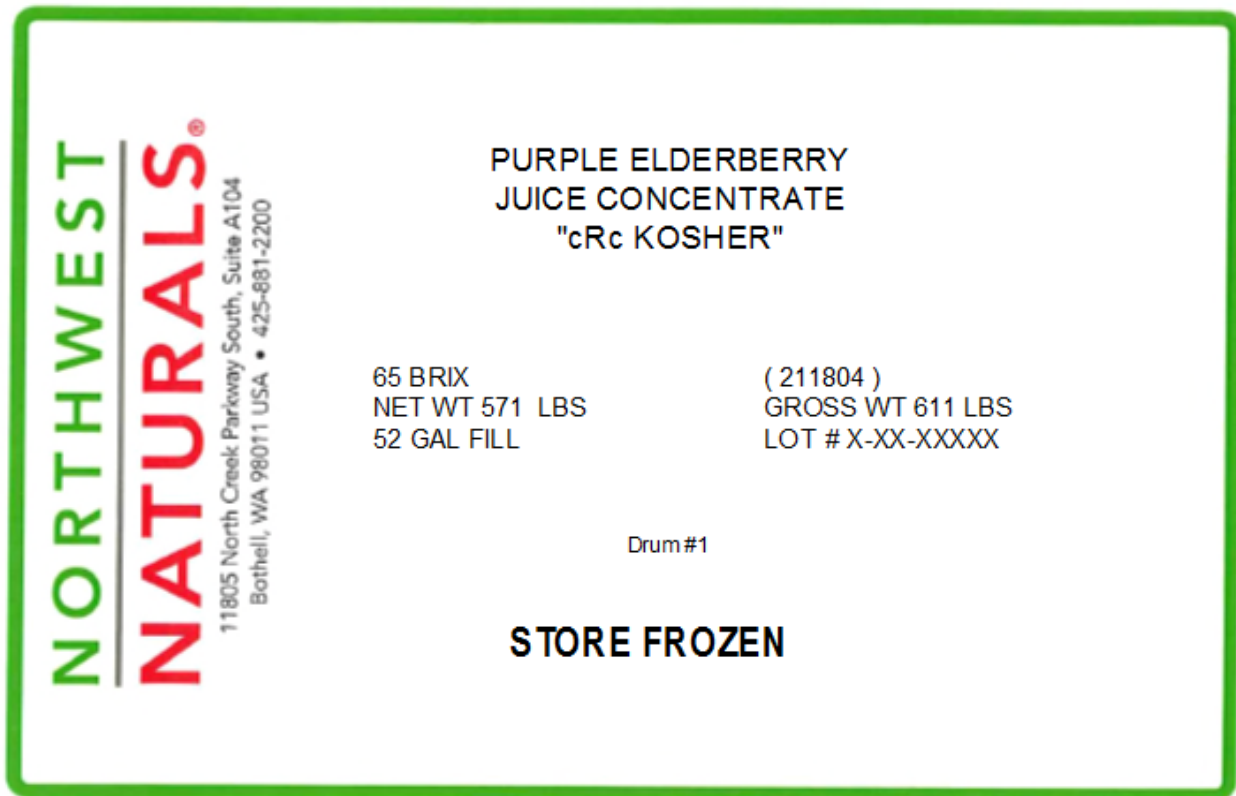 NORTHWEST
NATURALS®
11805 North Creek Parkway South, Suite A104
Bothell, WA 98011 USA • 425-881-2200
PURPLE ELDERBERRY
JUICE CONCENTRATE
"cRc KOSHER"
65 BRIX
NET WT 571 LBS
52 GAL FILL
( 211804 )
GROSS WT 611 LBS
LOT # X-XX-XXXXX
Drum #1
STORE FROZEN